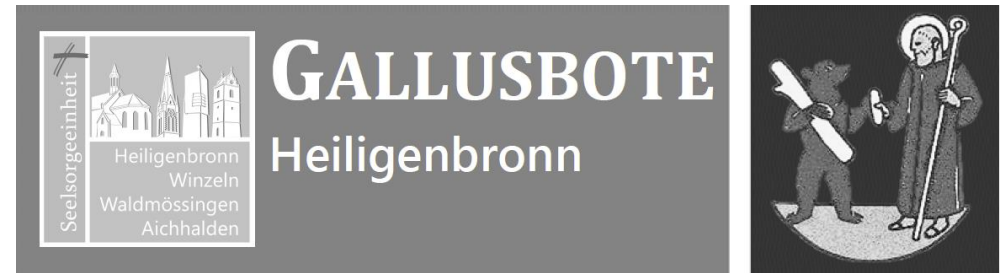 Seelsorgeeinheit
Heiligenbronn
Winzeln
Waldmössingen
Aichhalden
GALLUSBOTE
Heiligenbronn